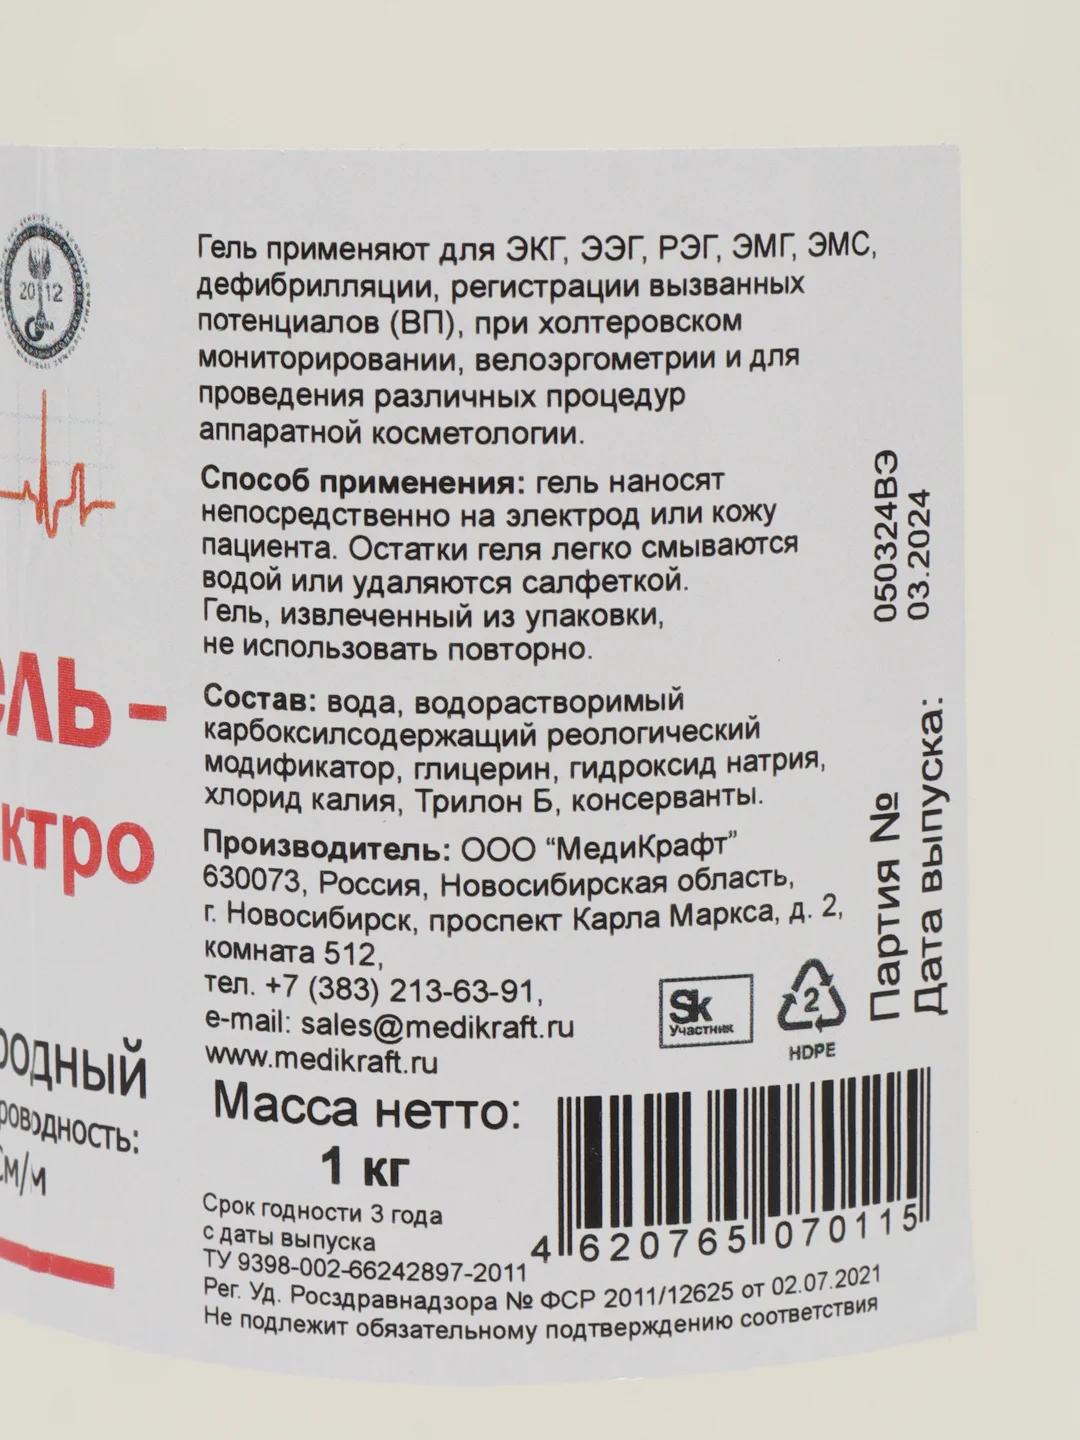 2012
ель-
ктро
родный
роводность:
См/м
Гель применяют для ЭКГ, ЭЭГ, РЭГ, ЭМГ, ЭМС,
дефибрилляции, регистрации вызванных
потенциалов (ВП), при холтеровском
мониторировании, велоэргометрии и для
проведения различных процедур
аппаратной косметологии.
Способ применения: гель наносят
непосредственно на электрод или кожу
пациента. Остатки геля легко смываются
водой или удаляются салфеткой.
Гель, извлеченный из упаковки,
не использовать повторно.
Состав: вода, водорастворимый
карбоксилсодержащий реологический
модификатор, глицерин, гидроксид натрия,
хлорид калия, Трилон Б, консерванты.
Производитель: ООО “МедиКрафт”
630073, Россия, Новосибирская область,
г. Новосибирск, проспект Карла Маркса, д. 2,
комната 512,
тел. +7 (383) 213-63-91,
e-mail: sales@medikraft.ru
www.medikraft.ru
Sk
Участник
2
HDPE
Масса нетто:
1 кг
Срок годности 3 года
с даты выпуска
ТУ 9398-002-66242897-2011
4 620765 070115
Рег. Уд. Росздравнадзора № ФСР 2011/12625 от 02.07.2021
Не подлежит обязательному подтверждению соответствия
Партия № 050324ВЭ
Дата выпуска: 03.2024